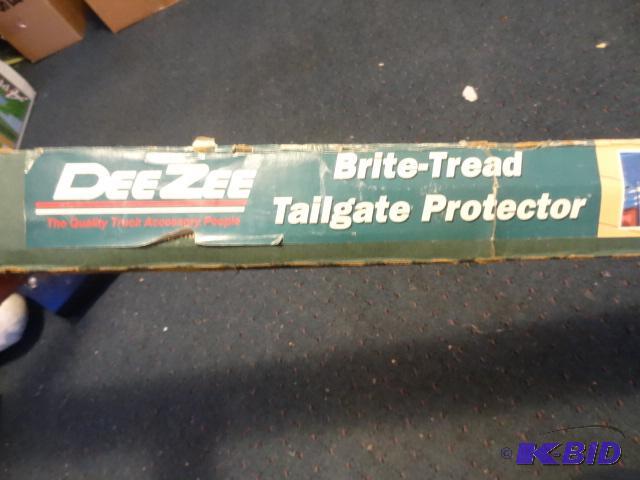 DEEZEE
The Quality Truck Accessory People
Brite-Tread
Tailgate Protector
© K-BID